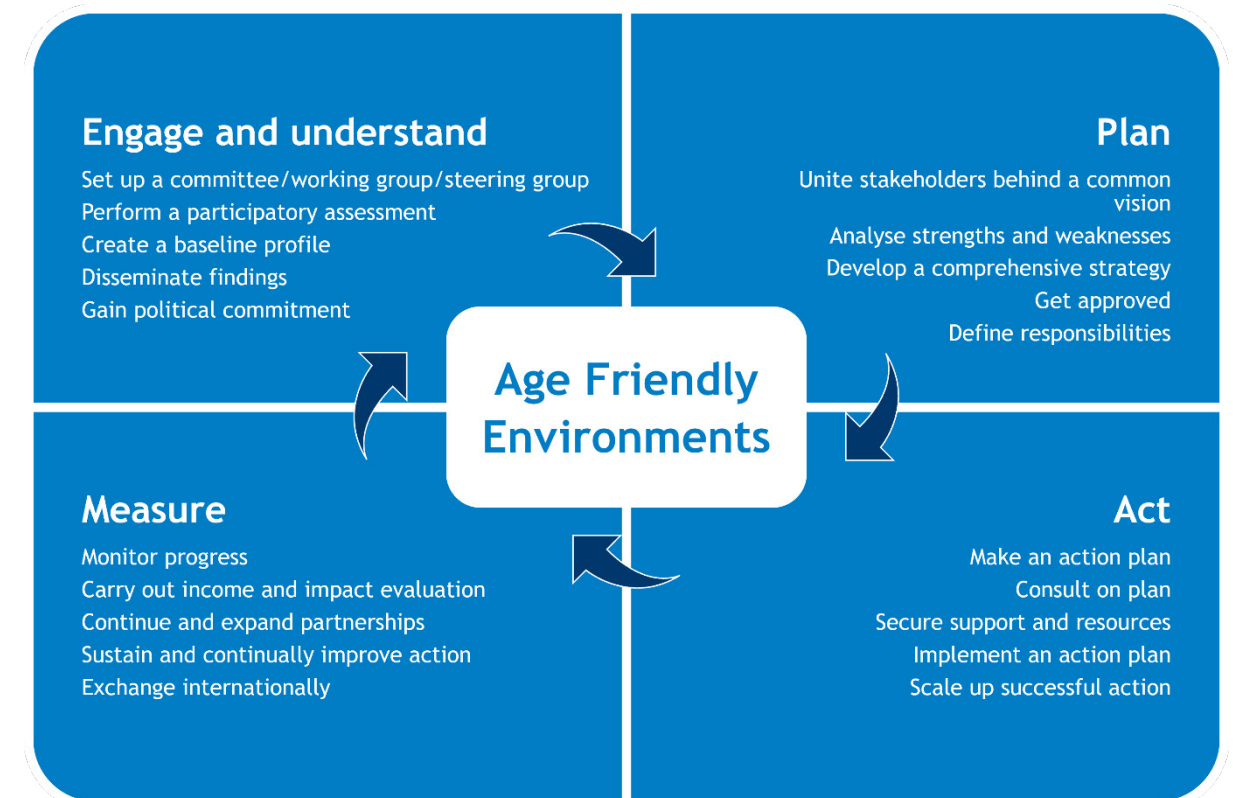 Engage and understand
Set up a committee/working group/steering group
Perform a participatory assessment
Create a baseline profile
Disseminate findings
Gain political commitment
Plan
Unite stakeholders behind a common
vision
Analyse strengths and weaknesses
Develop a comprehensive strategy
Get approved
Define responsibilities
Age Friendly
Environments
Measure
Monitor progress
Carry out income and impact evaluation
Continue and expand partnerships
Sustain and continually improve action
Exchange internationally
Act
Make an action plan
Consult on plan
Secure support and resources
Implement an action plan
Scale up successful action